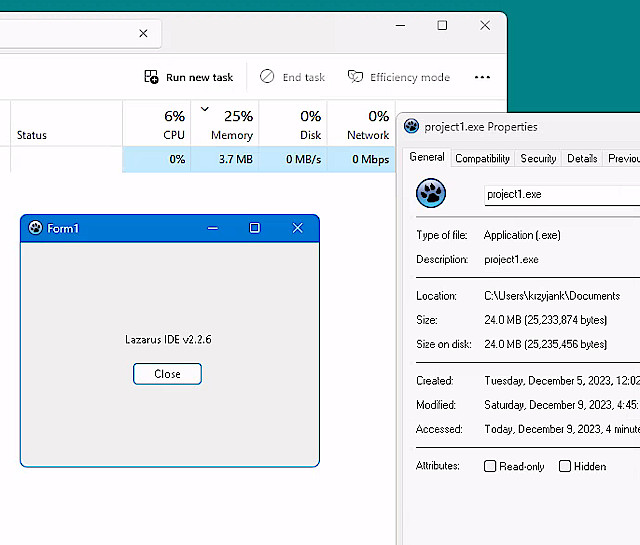 Run new task End task Efficiency mode
6% 25% 0% 0%
Status CPU Memory Disk Network
0% 3.7 MB 0 MB/s 0 Mbps
Form1
Lazarus IDE v2.2.6
Close
project1.exe Properties
General Compatibility Security Details Previou
project1.exe
Type of file: Application (.exe)
Description: project1.exe
Location: C:\Users\krzyjank\Documents
Size: 24.0 MB (25,233,874 bytes)
Size on disk: 24.0 MB (25,235,456 bytes)
Created: Tuesday, December 5, 2023, 12:02
Modified: Saturday, December 9, 2023, 4:45:
Accessed: Today, December 9, 2023, 4 minute
Attributes: Read-only Hidden